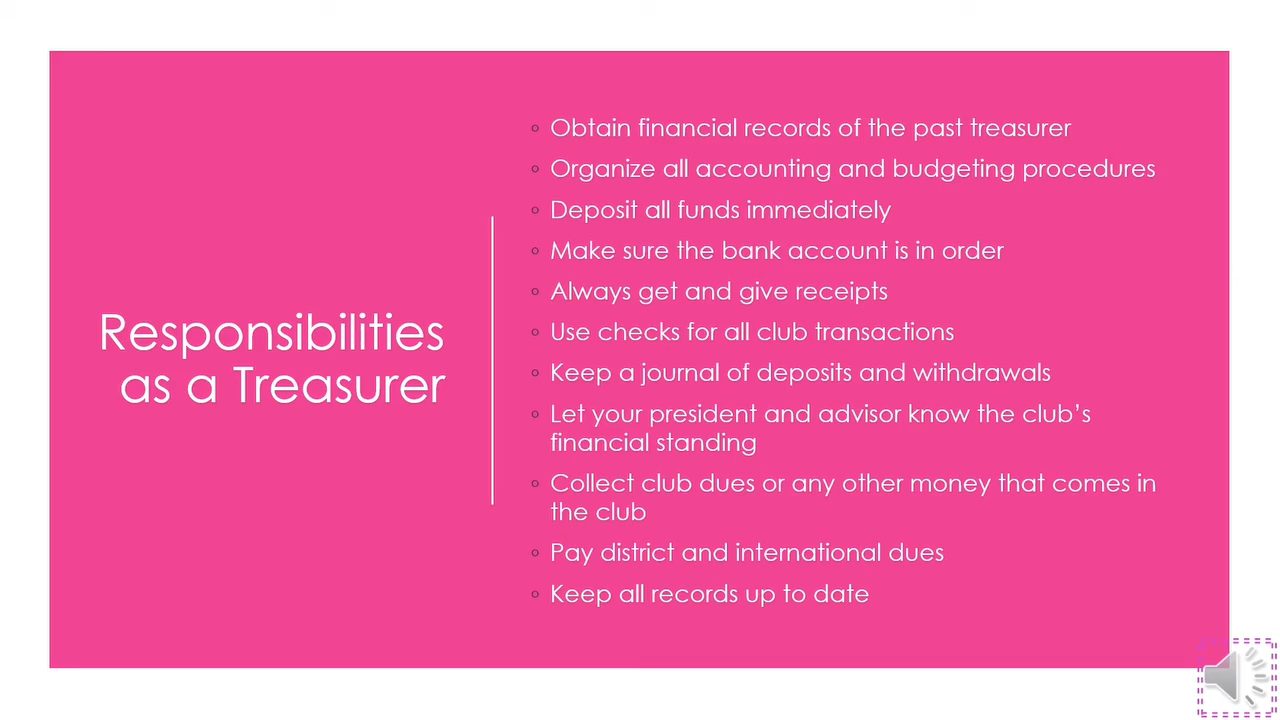 Responsibilities
as a Treasurer
◦ Obtain financial records of the past treasurer
◦ Organize all accounting and budgeting procedures
◦ Deposit all funds immediately
◦ Make sure the bank account is in order
◦ Always get and give receipts
◦ Use checks for all club transactions
◦ Keep a journal of deposits and withdrawals
◦ Let your president and advisor know the club’s
financial standing
◦ Collect club dues or any other money that comes in
the club
◦ Pay district and international dues
◦ Keep all records up to date